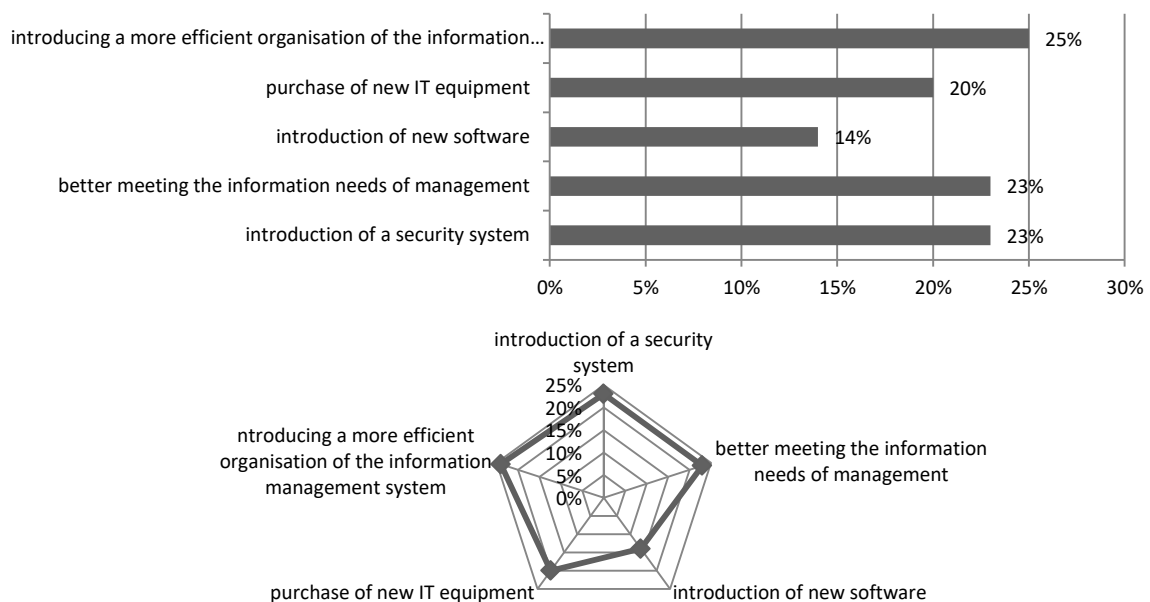 introducing a more efficient organisation of the information...
25%
purchase of new IT equipment
20%
introduction of new software
14%
better meeting the information needs of management
23%
introduction of a security system
23%
0% 5% 10% 15% 20% 25% 30%
introduction of a security
system
25%
20%
15%
10%
5%
0%
ntroducing a more efficient
organisation of the information
management system
better meeting the information
needs of management
purchase of new IT equipment
introduction of new software